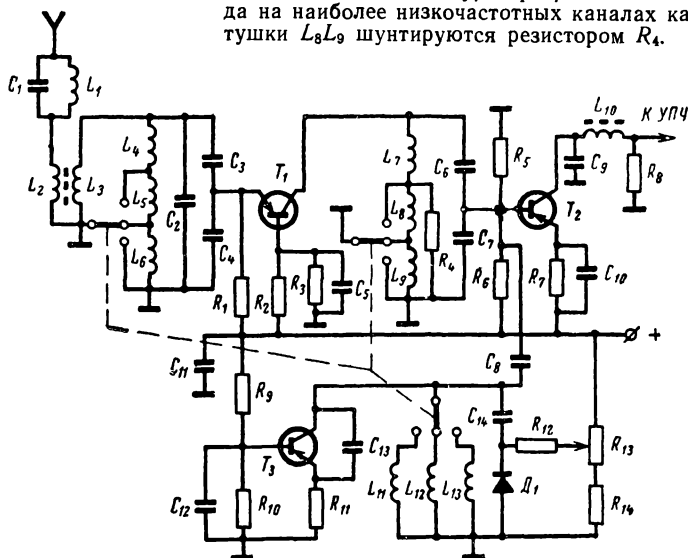 да на наиболее низкочастотных каналах ка-
тушки L₈L₉ шунтируются резистором R₄.
C₁ L₁
L₁₀ К УПЧ
L₂ L₃ L₄ C₃ T₁ L₇ C₆ R₅ C₉ R₈
L₅ C₂ L₈ T₂
L₆ C₄ L₉ R₄ C₇
R₁ R₂ R₃ C₅ R₆ R₇ C₁₀
C₁₁ +
R₉ C₈
C₁₄ R₁₂ R₁₃
T₃ C₁₃
C₁₂ R₁₀ R₁₁ L₁₁ L₁₂ L₁₃ Д₁ R₁₄